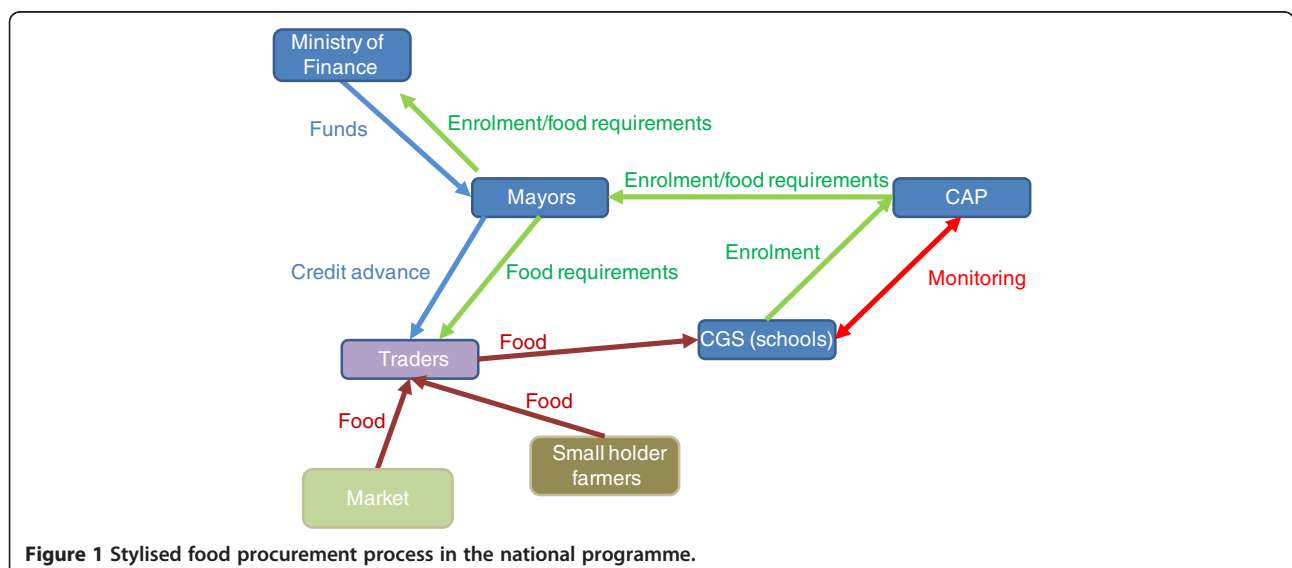 Ministry of
Finance
Funds
Enrolment/food requirements
Mayors
Enrolment/food requirements
CAP
Credit advance
Food requirements
Enrolment
Monitoring
Traders
Food
CGS (schools)
Food
Food
Small holder
farmers
Market
Figure 1 Stylised food procurement process in the national programme.